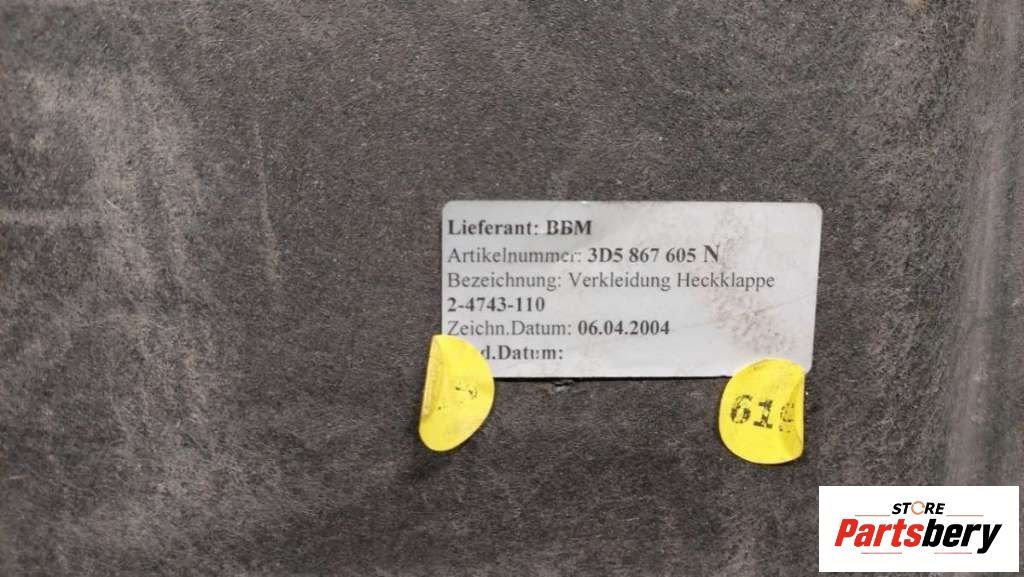 Lieferant: BBM
Artikelnummer: 3D5 867 605 N
Bezeichnung: Verkleidung Heckklappe
2-4743-110
Zeichn.Datum: 06.04.2004
d.Datum:
STORE
Partsbery